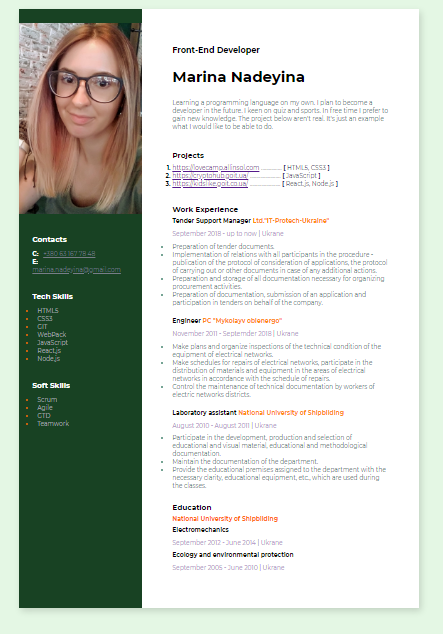 Front-End Developer
Marina Nadeyina
Learning a programming language on my own. I plan to become a
developer in the future. I keen on quiz and sports. In free time I prefer to
gain new knowledge. The project below aren't real. It's just an example
what I would like to be able to do.
Projects
1. https://lovecamp.allinsol.com .............. [ HTML5, CSS3 ]
2. https://cryptohub.goit.ua/ .................... [ JavaScript ]
3. https://kidslike.goit.co.ua/ .................... [ React.js, Node.js ]
Work Experience
Tender Support Manager Ltd."IT-Protech-Ukraine"
September 2018 - up to now | Ukrane
Preparation of tender documents.
Implementation of relations with all participants in the procedure -
publication of the protocol of consideration of applications, the protocol
of carrying out or other documents in case of any additional actions.
Preparation and storage of all documentation necessary for organizing
procurement activities.
Preparation of documentation, submission of an application and
participation in tenders on behalf of the company.
Engineer PC "Mykolayv oblenergo"
November 2011 - September 2018 | Ukrane
Make plans and organize inspections of the technical condition of the
equipment of electrical networks.
Make schedules for repairs of electrical networks, participate in the
distribution of materials and equipment in the areas of electrical
networks in accordance with the schedule of repairs.
Control the maintenance of technical documentation by workers of
electric networks districts.
Laboratory assistant National University of Shipbilding
August 2010 - August 2011 | Ukrane
Participate in the development, production and selection of
educational and visual material, educational and methodological
documentation.
Maintain the documentation of the department.
Provide the educational premises assigned to the department with the
necessary clarity, educational equipment, etc., which are used during
the classes.
Education
National University of Shipbilding
Electromechanics
September 2012 - June 2014 | Ukrane
Ecology and environmental protection
September 2006 - June 2010 | Ukrane
Contacts
C: +380 63 167 78 48
E:
marina.nadeyina@gmail.com
Tech Skills
HTML5
CSS3
GIT
WebPack
JavaScript
React.js
Node.js
Soft Skills
Scrum
Agile
GTD
Teamwork